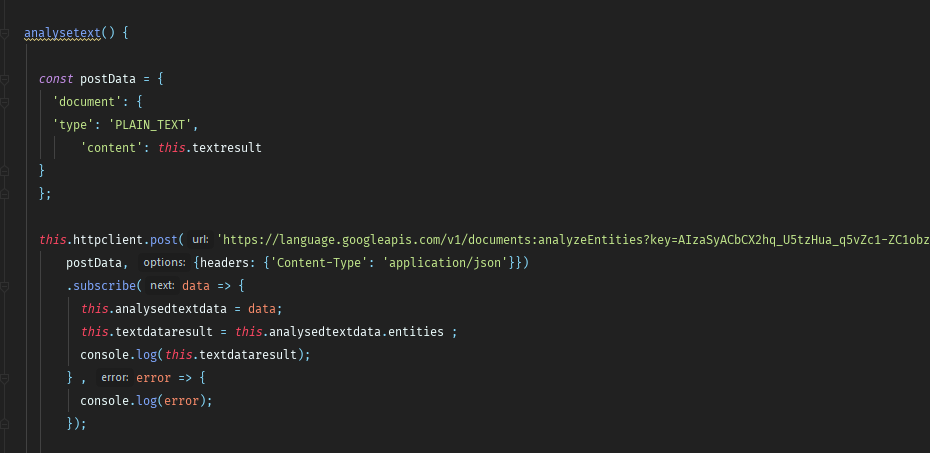 analysetext() {
const postData = {
'document': {
'type': 'PLAIN_TEXT',
'content': this.textresult
}
};
this.httpclient.post( url: 'https://language.googleapis.com/v1/documents:analyzeEntities?key=AIzaSyACbCX2hq_U5tzHua_q5vZc1-ZC1obz
postData, options: {headers: {'Content-Type': 'application/json'}})
.subscribe( next: data => {
this.analysedtextdata = data;
this.textdataresult = this.analysedtextdata.entities ;
console.log(this.textdataresult);
} , error: error => {
console.log(error);
});